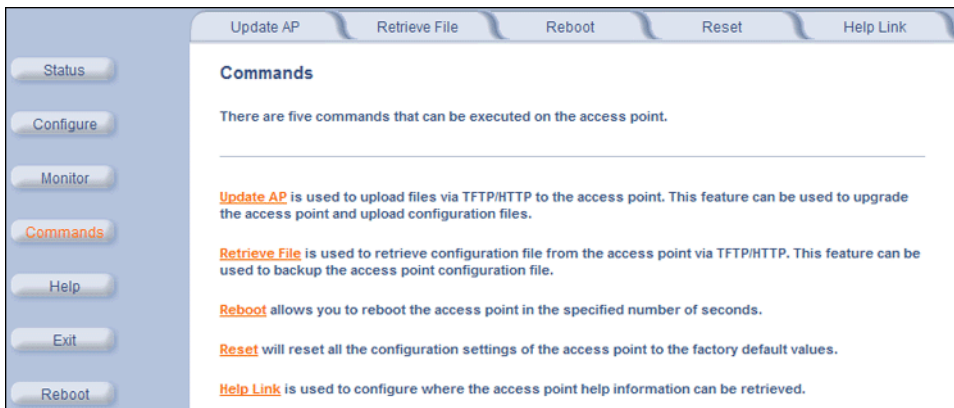 Update AP
Retrieve File
Reboot
Reset
Help Link
Status
Configure
Monitor
Commands
Help
Exit
Reboot
Commands
There are five commands that can be executed on the access point.
Update AP is used to upload files via TFTP/HTTP to the access point. This feature can be used to upgrade
the access point and upload configuration files.
Retrieve File is used to retrieve configuration file from the access point via TFTP/HTTP. This feature can be
used to backup the access point configuration file.
Reboot allows you to reboot the access point in the specified number of seconds.
Reset will reset all the configuration settings of the access point to the factory default values.
Help Link is used to configure where the access point help information can be retrieved.